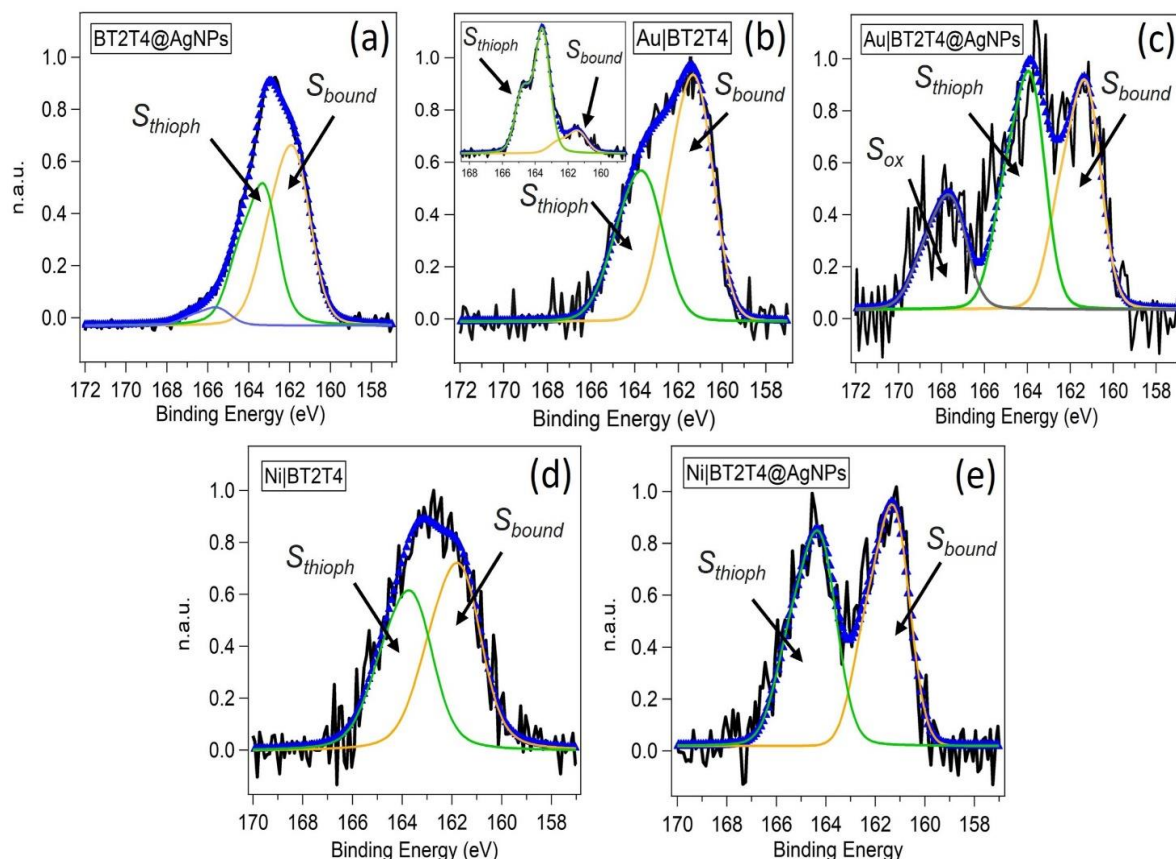 BT2T4@AgNPs
(a)
S_thioph
S_bound
n.a.u.
1.0
0.8
0.6
0.4
0.2
0.0
172 170 168 166 164 162 160 158
Binding Energy (eV)
Au|BT2T4
(b)
S_thioph
S_bound
168 166 164 162 160
S_bound
S_thioph
1.0
0.8
0.6
0.4
0.2
0.0
172 170 168 166 164 162 160 158
Binding Energy (eV)
Au|BT2T4@AgNPs
(c)
S_thioph
S_bound
S_ox
1.0
0.8
0.6
0.4
0.2
0.0
172 170 168 166 164 162 160 158
Binding Energy (eV)
Ni|BT2T4
(d)
S_bound
S_thioph
n.a.u.
1.0
0.8
0.6
0.4
0.2
0.0
170 168 166 164 162 160 158
Binding Energy (eV)
Ni|BT2T4@AgNPs
(e)
S_bound
S_thioph
n.a.u.
1.0
0.8
0.6
0.4
0.2
0.0
170 168 166 164 162 160 158
Binding Energy